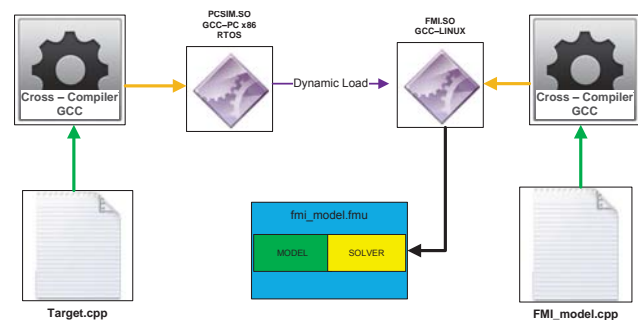 PCSIM.SO
GCC–PC x86
RTOS
FMI.SO
GCC–LINUX
Cross – Compiler
GCC
Dynamic Load
Cross – Compiler
GCC
fmi_model.fmu
MODEL
SOLVER
Target.cpp
FMI_model.cpp